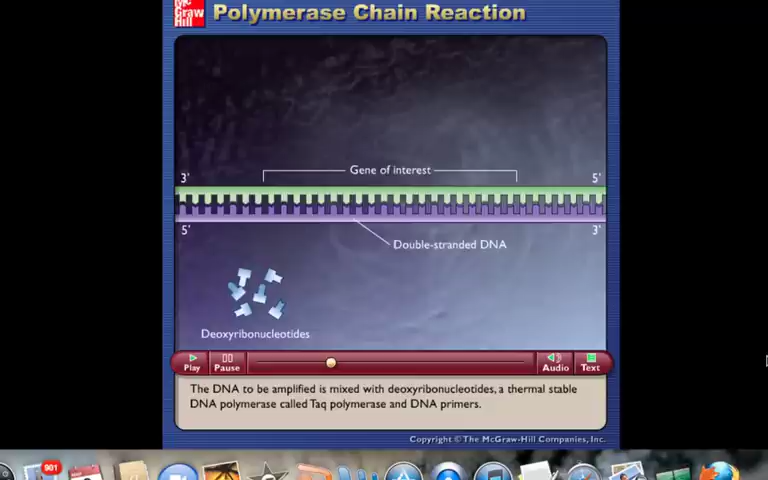 Mc
Graw
Hill
Polymerase Chain Reaction
Gene of interest
3'
5'
5'
3'
Double-stranded DNA
Deoxyribonucleotides
Play
Pause
Audio
Text
The DNA to be amplified is mixed with deoxyribonucleotides, a thermal stable
DNA polymerase called Taq polymerase and DNA primers.
Copyright © The McGraw-Hill Companies, Inc.
901